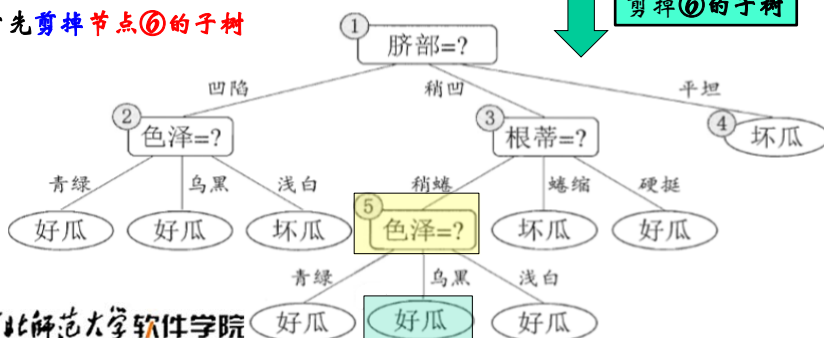 先剪掉节点⑥的子树
剪掉⑥的子树
① 脐部=?
凹陷 稍凹 平坦
② 色泽=? ③ 根蒂=? ④ 坏瓜
青绿 乌黑 浅白 稍蜷 蜷缩 硬挺
好瓜 好瓜 坏瓜 ⑤ 色泽=? 坏瓜 好瓜
青绿 乌黑 浅白
北师范大学软件学院 好瓜 好瓜 好瓜